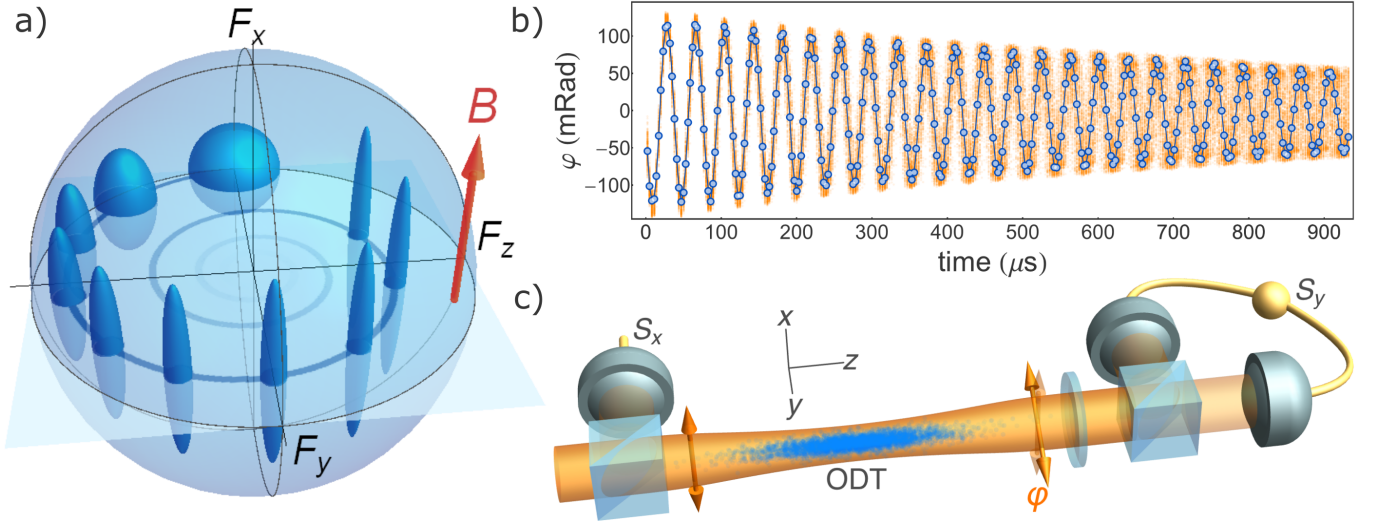 a)
F_x
B
F_z
F_y
b)
φ (mRad)
100
50
0
−50
−100
0 100 200 300 400 500 600 700 800 900
time (μs)
c)
S_x
x
z
y
ODT
φ
S_y